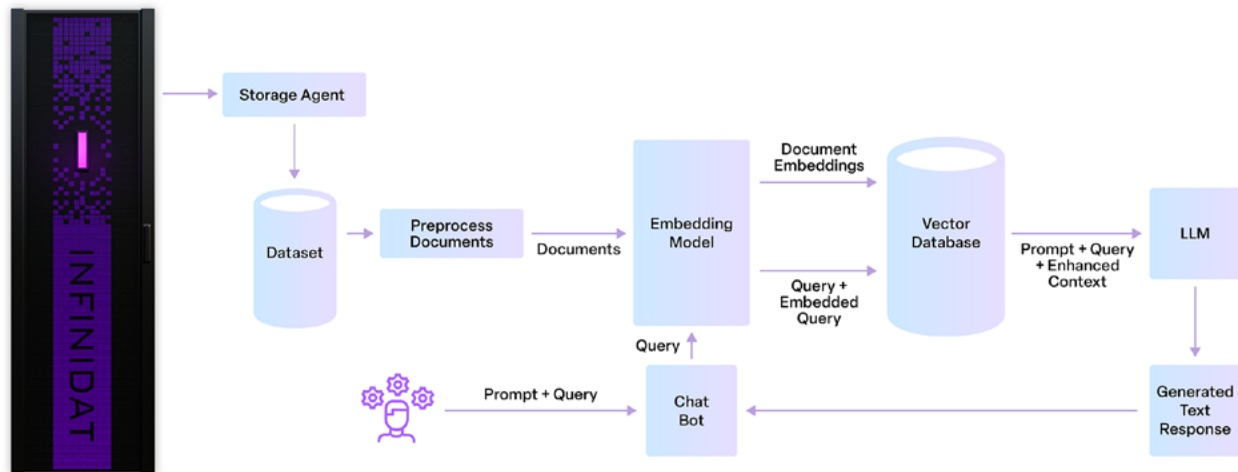 INFINIDAT
Storage Agent
Dataset
Preprocess
Documents
Documents
Embedding
Model
Document
Embeddings
Query +
Embedded
Query
Vector
Database
Prompt + Query
+ Enhanced
Context
LLM
Generated
Text
Response
Query
Prompt + Query
Chat
Bot